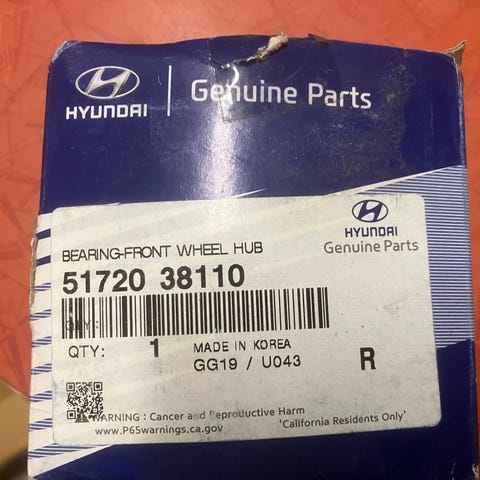 HYUNDAI
Genuine Parts
HYUNDAI
Genuine Parts
BEARING-FRONT WHEEL HUB
51720 38110
QTY:
QTY: 1 MADE IN KOREA
GG19 / U043
R
WARNING : Cancer and Reproductive Harm
www.P65warnings.ca.gov 'California Residents Only'